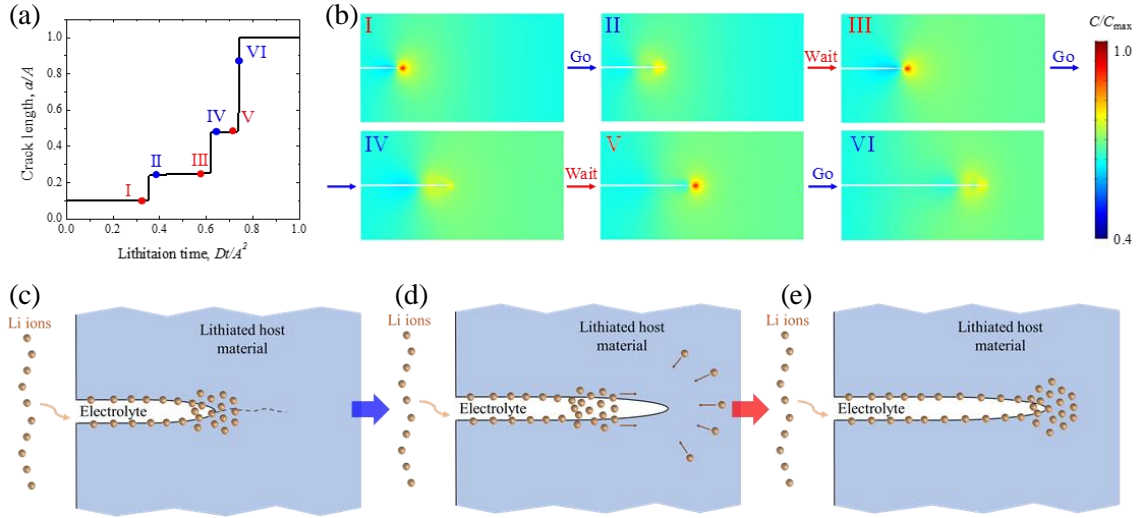 (a)
1.0
0.8
0.6
0.4
0.2
0.0
Crack length, a/A
I
II
III
IV
V
VI
0.0 0.2 0.4 0.6 0.8 1.0
Lithitaion time, Dt/A²
(b)
I
Go
II
Wait
III
Go
IV
Wait
V
Go
VI
C/Cmax
1.0
0.4
(c)
Li ions
Lithiated host
material
Electrolyte
(d)
Li ions
Lithiated host
material
Electrolyte
(e)
Li ions
Lithiated host
material
Electrolyte